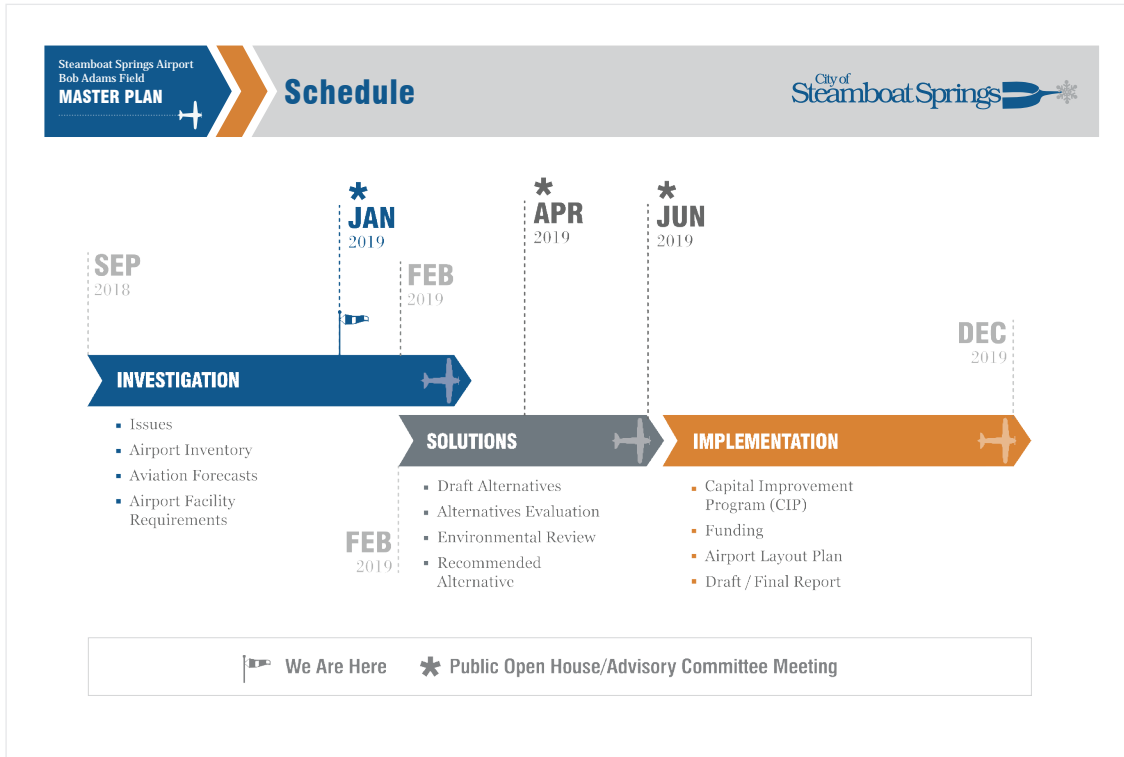 Steamboat Springs Airport
Bob Adams Field
MASTER PLAN
Schedule
City of
Steamboat Springs
* JAN
2019
* APR
2019
* JUN
2019
SEP
2018
FEB
2019
DEC
2019
INVESTIGATION
▪ Issues
▪ Airport Inventory
▪ Aviation Forecasts
▪ Airport Facility
Requirements
SOLUTIONS
▪ Draft Alternatives
▪ Alternatives Evaluation
▪ Environmental Review
▪ Recommended
Alternative
FEB
2019
IMPLEMENTATION
▪ Capital Improvement
Program (CIP)
▪ Funding
▪ Airport Layout Plan
▪ Draft / Final Report
We Are Here
* Public Open House/Advisory Committee Meeting